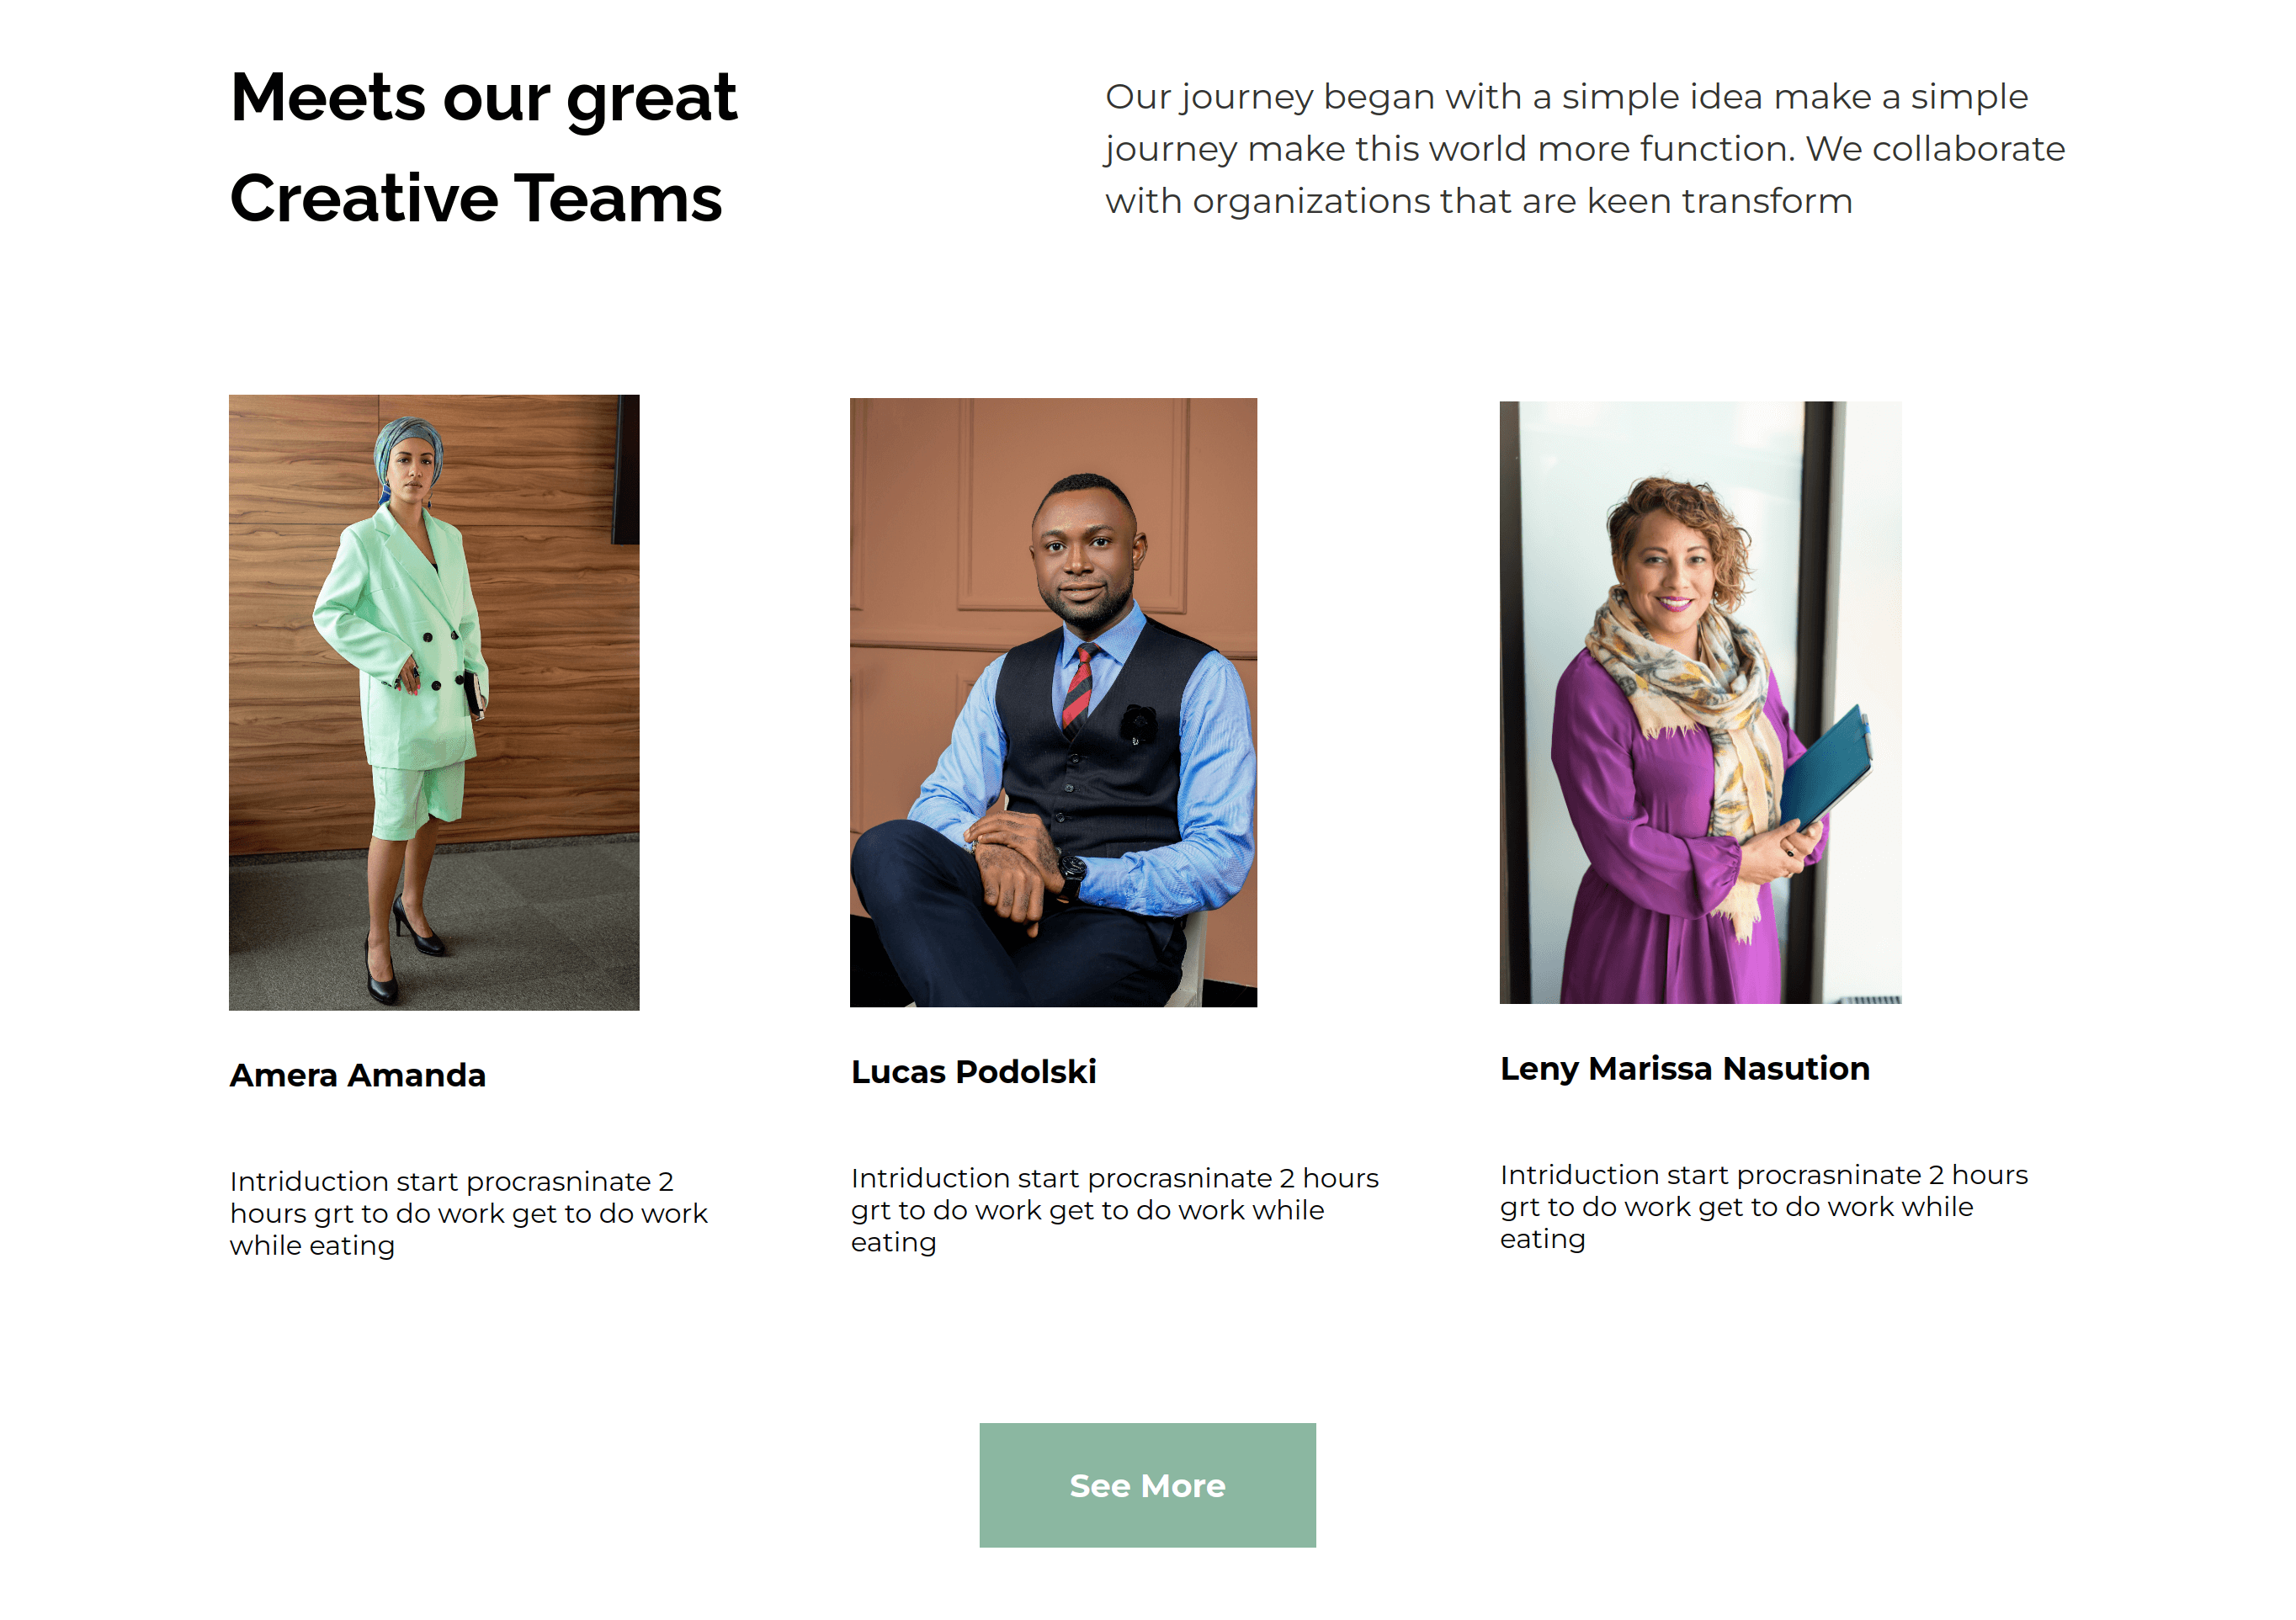 Meets our great
Creative Teams
Our journey began with a simple idea make a simple
journey make this world more function. We collaborate
with organizations that are keen transform
Amera Amanda
Intriduction start procrasninate 2
hours grt to do work get to do work
while eating
Lucas Podolski
Intriduction start procrasninate 2 hours
grt to do work get to do work while
eating
Leny Marissa Nasution
Intriduction start procrasninate 2 hours
grt to do work get to do work while
eating
See More